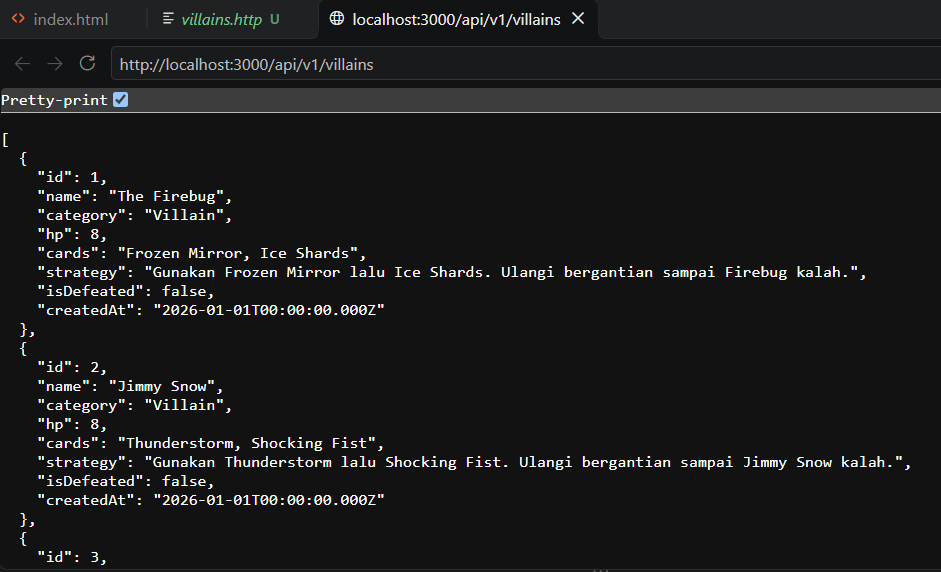 index.html
villains.http U
localhost:3000/api/v1/villains
http://localhost:3000/api/v1/villains
Pretty-print
[
  {
    "id": 1,
    "name": "The Firebug",
    "category": "Villain",
    "hp": 8,
    "cards": "Frozen Mirror, Ice Shards",
    "strategy": "Gunakan Frozen Mirror lalu Ice Shards. Ulangi bergantian sampai Firebug kalah.",
    "isDefeated": false,
    "createdAt": "2026-01-01T00:00:00.000Z"
  },
  {
    "id": 2,
    "name": "Jimmy Snow",
    "category": "Villain",
    "hp": 8,
    "cards": "Thunderstorm, Shocking Fist",
    "strategy": "Gunakan Thunderstorm lalu Shocking Fist. Ulangi bergantian sampai Jimmy Snow kalah.",
    "isDefeated": false,
    "createdAt": "2026-01-01T00:00:00.000Z"
  },
  {
    "id": 3,